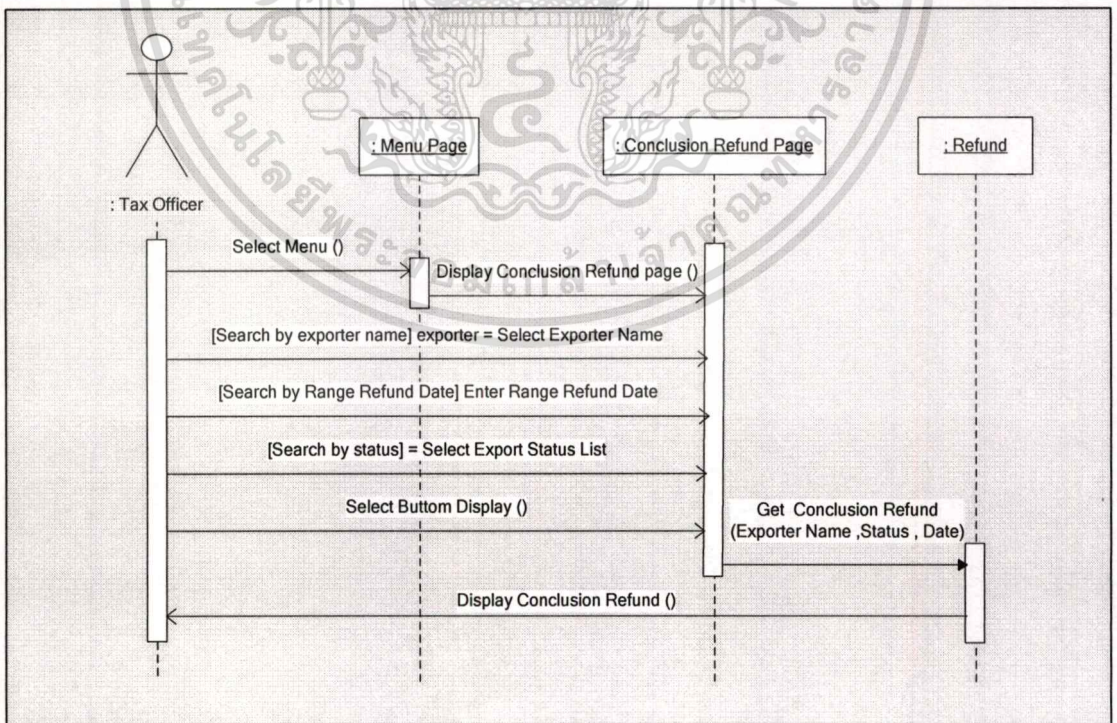 : Menu Page
: Conclusion Refund Page
: Refund
: Tax Officer
Select Menu ()
Display Conclusion Refund page ()
[Search by exporter name] exporter = Select Exporter Name
[Search by Range Refund Date] Enter Range Refund Date
[Search by status] = Select Export Status List
Select Buttom Display ()
Get Conclusion Refund
(Exporter Name ,Status , Date)
Display Conclusion Refund ()